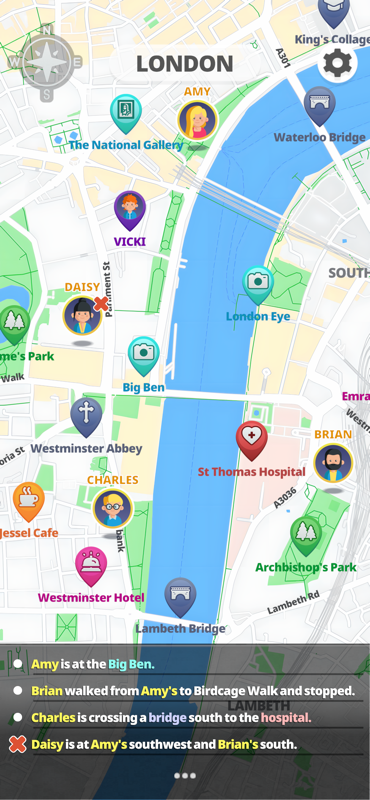 King's Collage
N
LONDON
W
E
S
A301
AMY
The National Gallery
Waterloo Bridge
VICKI
SOUTH
DAISY
London Eye
me's Park
Big Ben
Walk
Emra
Westm
Westminster Abbey
BRIAN
oria St
St Thomas Hospital
CHARLES
A3036
Jessel Cafe
bank
Archbishop's Park
Westminster Hotel
Lambeth Rd
Lambeth Bridge
Amy is at the Big Ben.
Brian walked from Amy's to Birdcage Walk and stopped.
Charles is crossing a bridge south to the hospital.
LAMBETH
Daisy is at Amy's southwest and Brian's south.